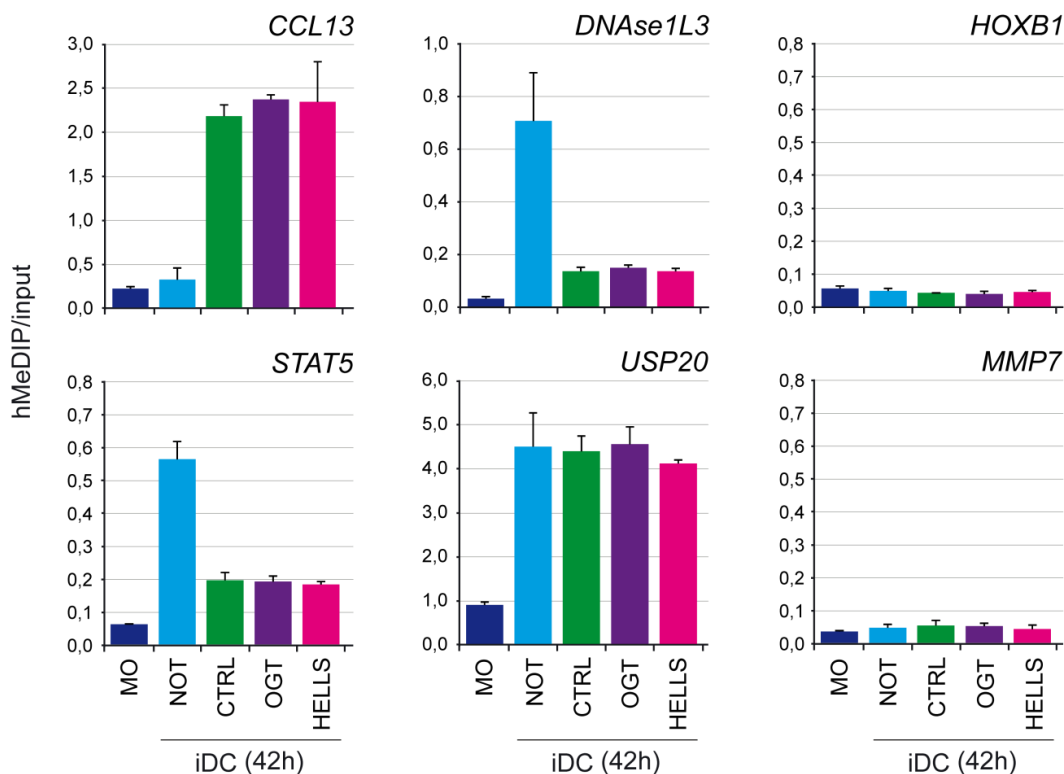 CCL13
3,0
2,5
2,0
1,5
1,0
0,5
0,0
DNAse1L3
1,0
0,8
0,6
0,4
0,2
0,0
HOXB1
0,8
0,7
0,6
0,5
0,4
0,3
0,2
0,1
0,0
hMeDIP/input
STAT5
0,8
0,7
0,6
0,5
0,4
0,3
0,2
0,1
0,0
MO
NOT
CTRL
OGT
HELLS
iDC (42h)
USP20
6,0
5,0
4,0
3,0
2,0
1,0
0,0
MO
NOT
CTRL
OGT
HELLS
iDC (42h)
MMP7
0,8
0,7
0,6
0,5
0,4
0,3
0,2
0,1
0,0
MO
NOT
CTRL
OGT
HELLS
iDC (42h)